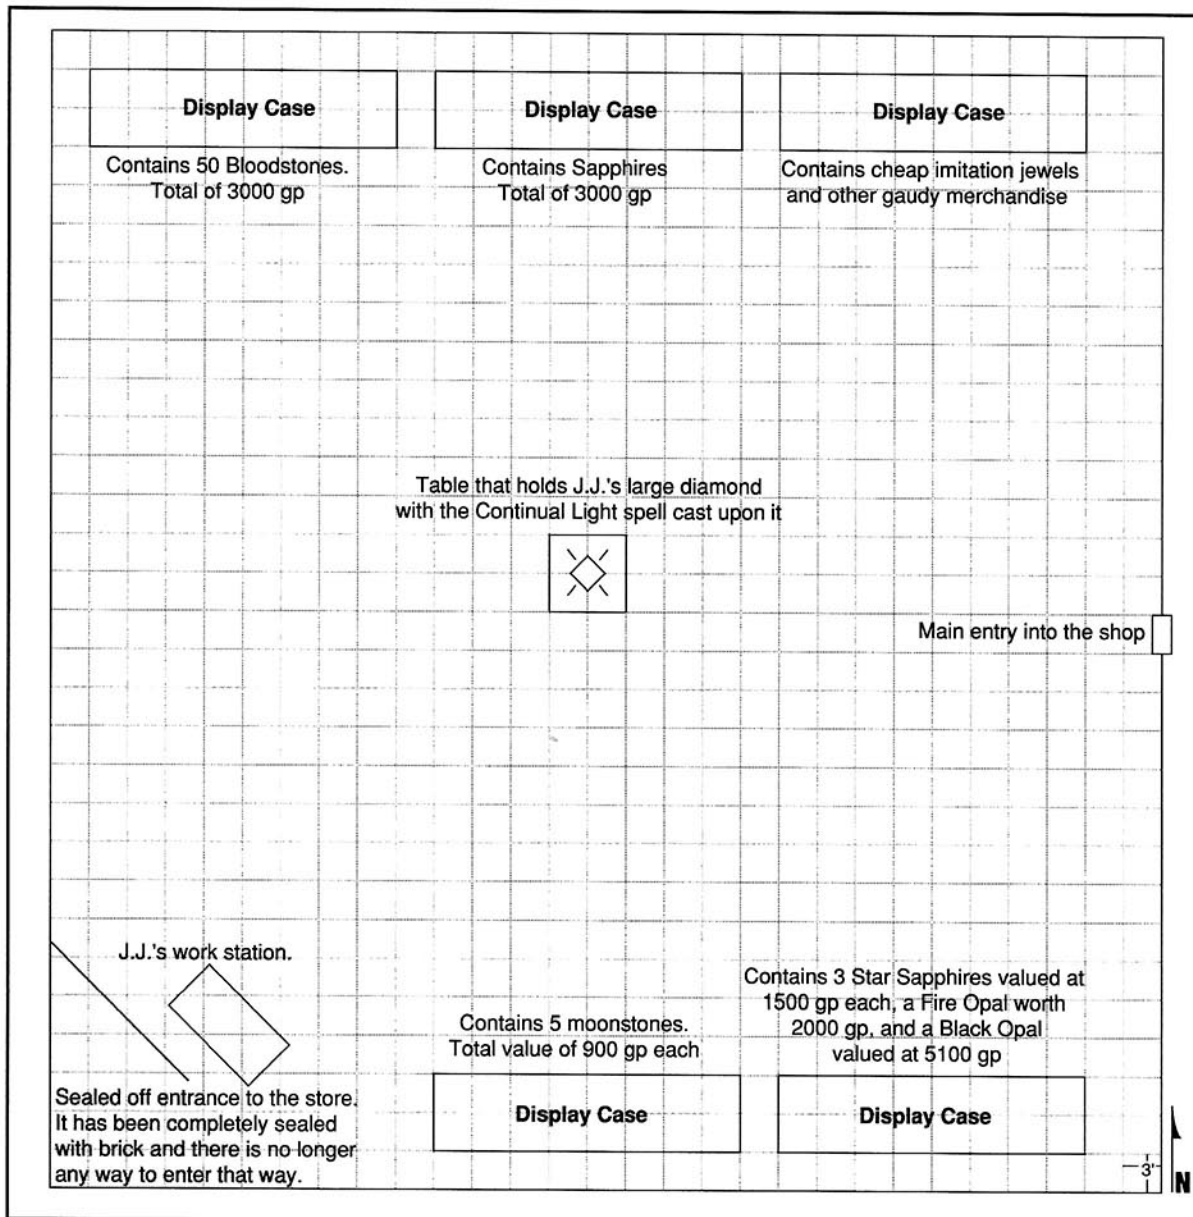 Display Case
Contains 50 Bloodstones.
Total of 3000 gp
Display Case
Contains Sapphires
Total of 3000 gp
Display Case
Contains cheap imitation jewels
and other gaudy merchandise
Table that holds J.J.'s large diamond
with the Continual Light spell cast upon it
Main entry into the shop
J.J.'s work station.
Sealed off entrance to the store.
It has been completely sealed
with brick and there is no longer
any way to enter that way.
Contains 5 moonstones.
Total value of 900 gp each
Display Case
Contains 3 Star Sapphires valued at
1500 gp each, a Fire Opal worth
2000 gp, and a Black Opal
valued at 5100 gp
Display Case
3'
N